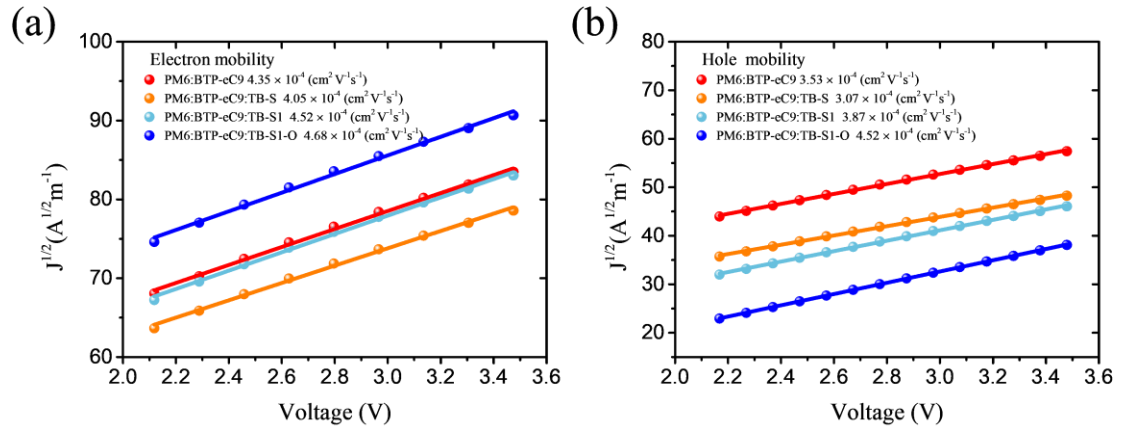 (a)
Electron mobility
PM6:BTP-eC9 4.35 × 10⁻⁴ (cm² V⁻¹s⁻¹)
PM6:BTP-eC9:TB-S 4.05 × 10⁻⁴ (cm² V⁻¹s⁻¹)
PM6:BTP-eC9:TB-S1 4.52 × 10⁻⁴ (cm² V⁻¹s⁻¹)
PM6:BTP-eC9:TB-S1-O 4.68 × 10⁻⁴ (cm² V⁻¹s⁻¹)
J^1/2(A^1/2m⁻¹)
100
90
80
70
60
2.0 2.2 2.4 2.6 2.8 3.0 3.2 3.4 3.6
Voltage (V)
(b)
Hole mobility
PM6:BTP-eC9 3.53 × 10⁻⁴ (cm² V⁻¹s⁻¹)
PM6:BTP-eC9:TB-S 3.07 × 10⁻⁴ (cm² V⁻¹s⁻¹)
PM6:BTP-eC9:TB-S1 3.87 × 10⁻⁴ (cm² V⁻¹s⁻¹)
PM6:BTP-eC9:TB-S1-O 4.52 × 10⁻⁴ (cm² V⁻¹s⁻¹)
J^1/2(A^1/2m⁻¹)
80
70
60
50
40
30
20
2.0 2.2 2.4 2.6 2.8 3.0 3.2 3.4 3.6
Voltage (V)